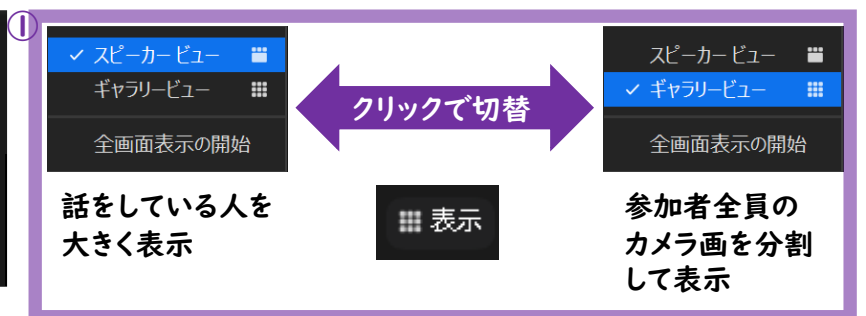 ①
✓ スピーカー ビュー
ギャラリービュー
全画面表示の開始
話をしている人を
大きく表示
クリックで切替
表示
スピーカー ビュー
✓ ギャラリービュー
全画面表示の開始
参加者全員の
カメラ画を分割
して表示